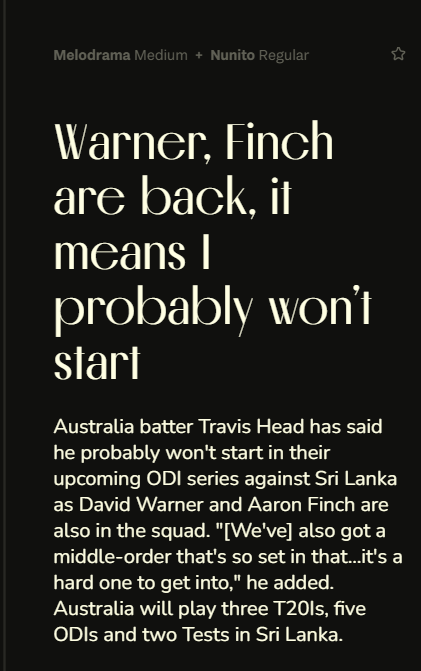 Melodrama Medium + Nunito Regular
Warner, Finch
are back, it
means I
probably won't
start
Australia batter Travis Head has said
he probably won't start in their
upcoming ODI series against Sri Lanka
as David Warner and Aaron Finch are
also in the squad. "[We've] also got a
middle-order that's so set in that...it's a
hard one to get into," he added.
Australia will play three T20Is, five
ODIs and two Tests in Sri Lanka.